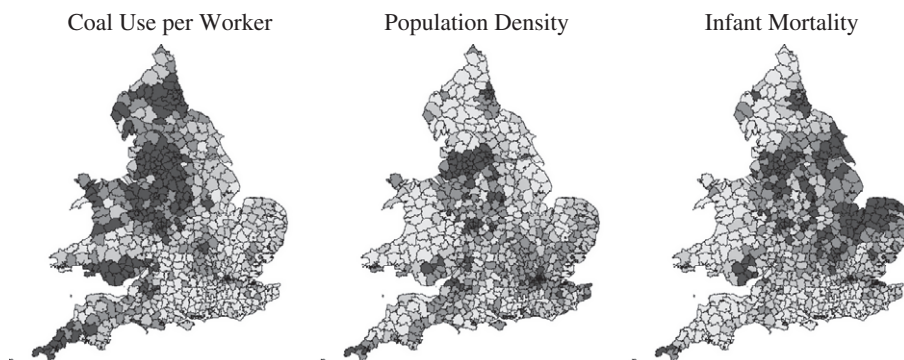 Coal Use per Worker
Population Density
Infant Mortality